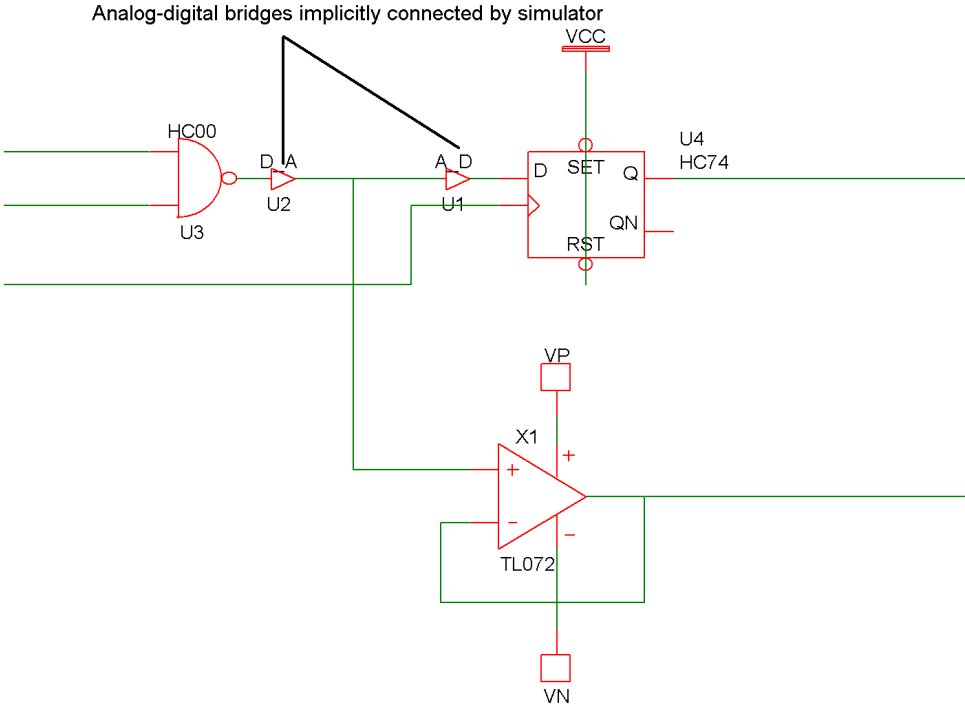 Analog-digital bridges implicitly connected by simulator
VCC
HC00
U4
HC74
D A
A D
D
SET
Q
U2
U1
U3
QN
RST
VP
X1
+
+
-
-
TL072
VN